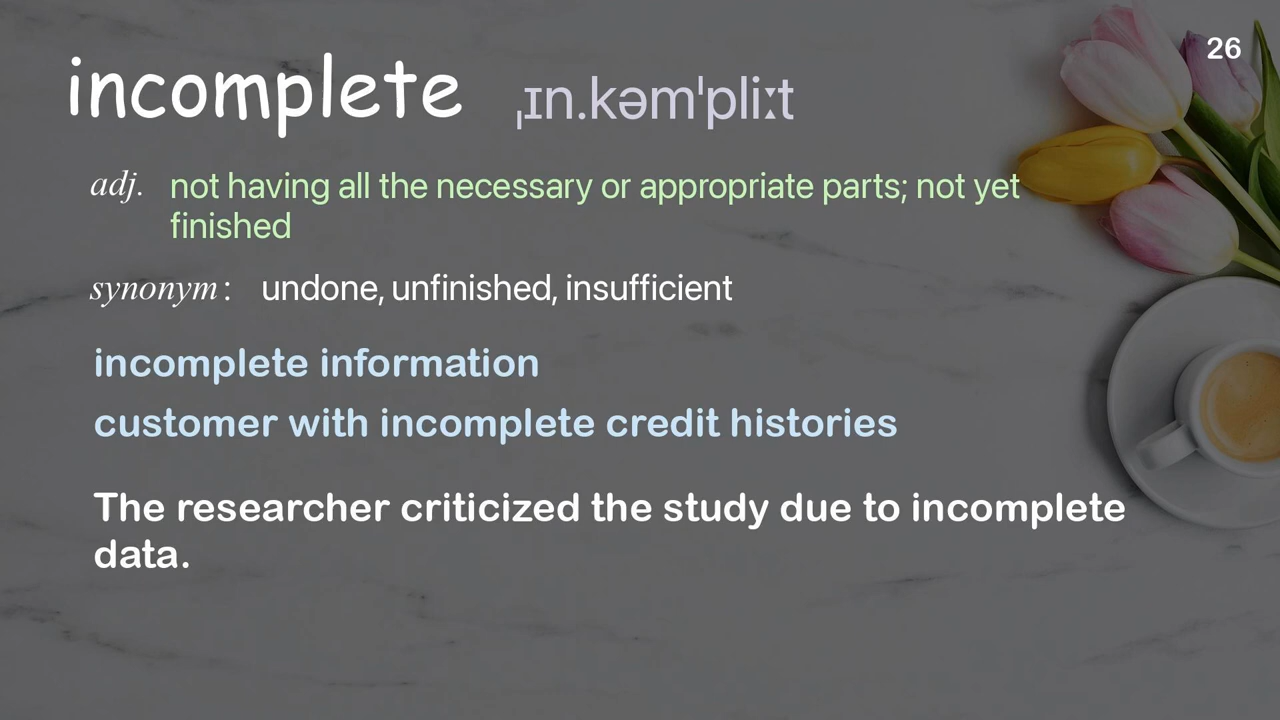 26
incomplete ˌɪn.kəmˈpliːt
adj. not having all the necessary or appropriate parts; not yet
finished
synonym: undone, unfinished, insufficient
incomplete information
customer with incomplete credit histories
The researcher criticized the study due to incomplete
data.